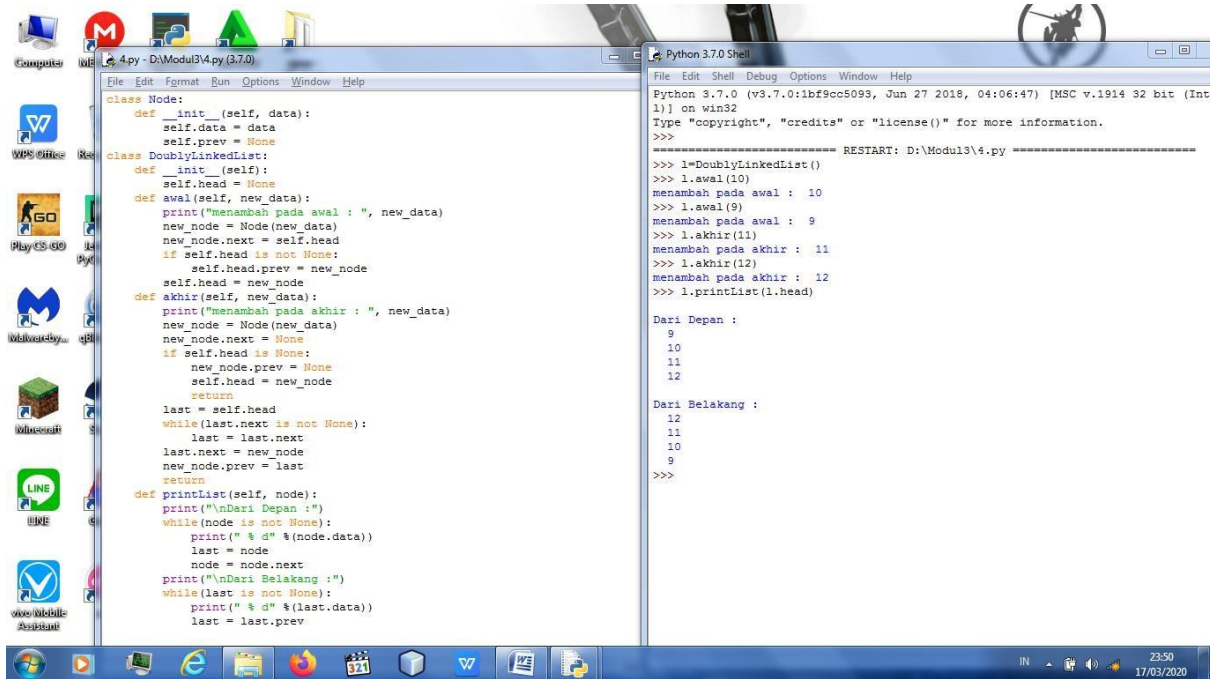 Computer
WPS Office
Play CS-GO
Malwareby...
Minecraft
LINE
vivo Mobile
Assistant
4.py - D:\Modul3\4.py (3.7.0)
File Edit Format Run Options Window Help
class Node:
    def __init__(self, data):
        self.data = data
        self.prev = None
class DoublyLinkedList:
    def __init__(self):
        self.head = None
    def awal(self, new_data):
        print("menambah pada awal : ", new_data)
        new_node = Node(new_data)
        new_node.next = self.head
        if self.head is not None:
            self.head.prev = new_node
        self.head = new_node
    def akhir(self, new_data):
        print("menambah pada akhir : ", new_data)
        new_node = Node(new_data)
        new_node.next = None
        if self.head is None:
            new_node.prev = None
            self.head = new_node
            return
        last = self.head
        while(last.next is not None):
            last = last.next
        last.next = new_node
        new_node.prev = last
        return
    def printList(self, node):
        print("\nDari Depan :")
        while(node is not None):
            print(" % d" %(node.data))
            last = node
            node = node.next
        print("\nDari Belakang :")
        while(last is not None):
            print(" % d" %(last.data))
            last = last.prev
Python 3.7.0 Shell
File Edit Shell Debug Options Window Help
Python 3.7.0 (v3.7.0:1bf9cc5093, Jun 27 2018, 04:06:47) [MSC v.1914 32 bit (Int
l)] on win32
Type "copyright", "credits" or "license()" for more information.
>>>
=========================== RESTART: D:\Modul3\4.py ===========================
>>> l=DoublyLinkedList()
>>> l.awal(10)
menambah pada awal :  10
>>> l.awal(9)
menambah pada awal :  9
>>> l.akhir(11)
menambah pada akhir :  11
>>> l.akhir(12)
menambah pada akhir :  12
>>> l.printList(l.head)
Dari Depan :
  9
  10
  11
  12
Dari Belakang :
  12
  11
  10
  9
>>>
IN
23:50
17/03/2020